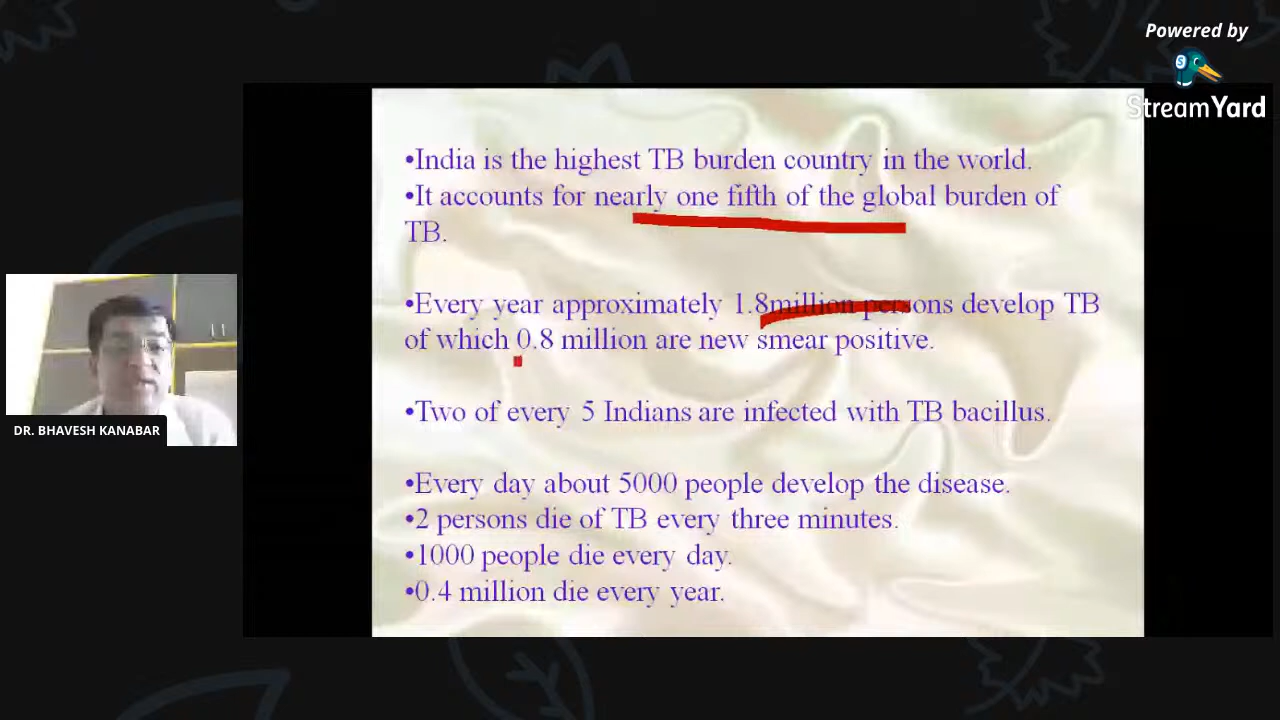 Powered by
StreamYard
•India is the highest TB burden country in the world.
•It accounts for nearly one fifth of the global burden of
TB.
•Every year approximately 1.8million persons develop TB
of which 0.8 million are new smear positive.
•Two of every 5 Indians are infected with TB bacillus.
•Every day about 5000 people develop the disease.
•2 persons die of TB every three minutes.
•1000 people die every day.
•0.4 million die every year.
DR. BHAVESH KANABAR